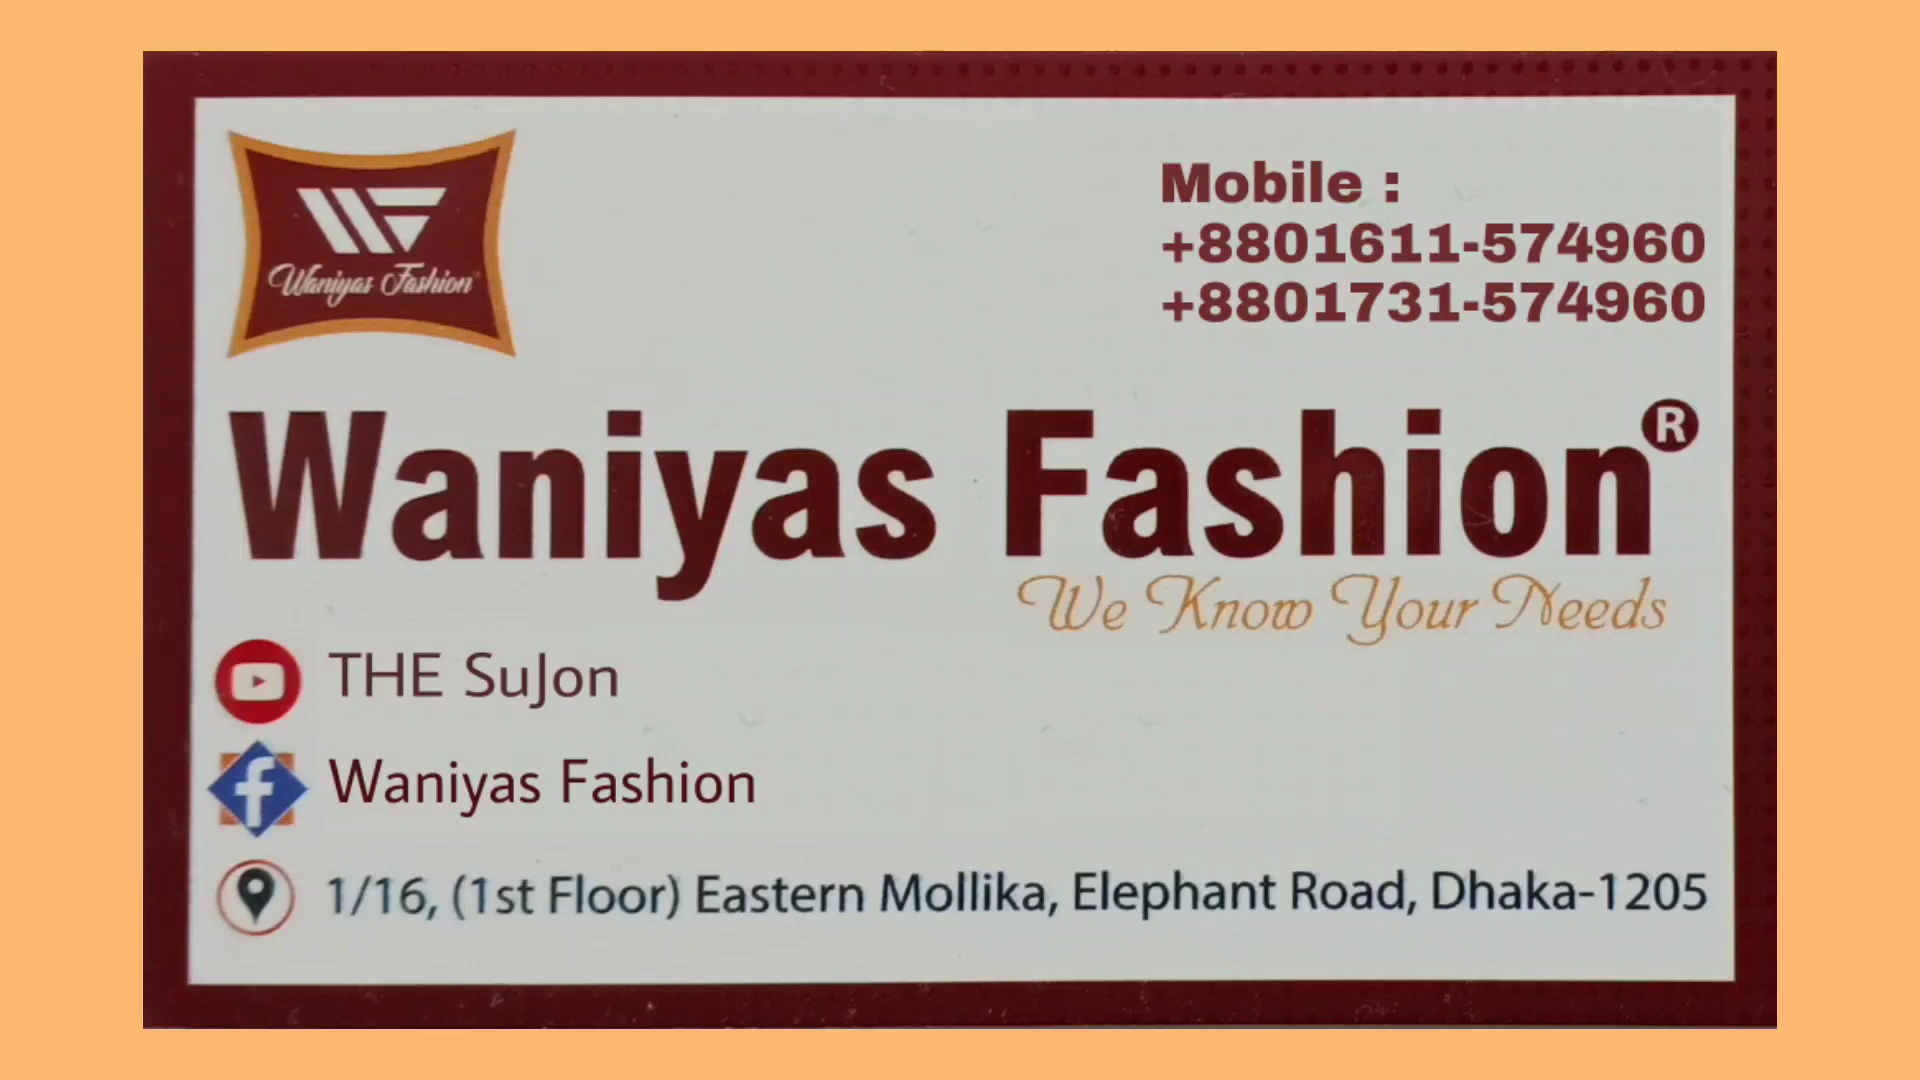 Waniyas Fashion
Mobile :
+8801611-574960
+8801731-574960
Waniyas Fashion®
We Know Your Needs
THE SuJon
Waniyas Fashion
1/16, (1st Floor) Eastern Mollika, Elephant Road, Dhaka-1205